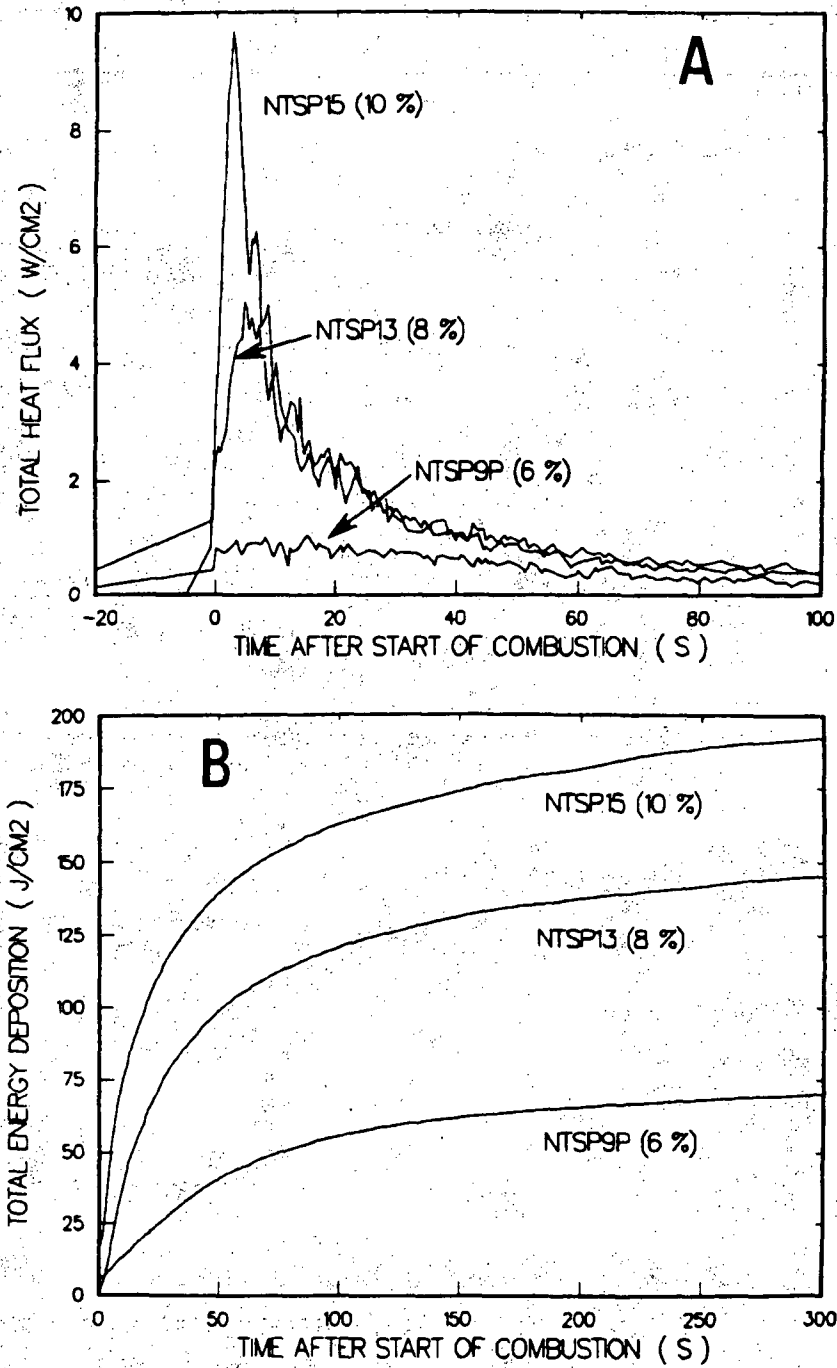 A
10
8
6
4
2
0
TOTAL HEAT FLUX ( W/CM2 )
NTSP15 (10 %)
NTSP13 (8 %)
NTSP9P (6 %)
-20 0 20 40 60 80 100
TIME AFTER START OF COMBUSTION ( S )
B
200
175
150
125
100
75
50
25
0
TOTAL ENERGY DEPOSITION ( J/CM2 )
NTSP15 (10 %)
NTSP13 (8 %)
NTSP9P (6 %)
0 50 100 150 200 250 300
TIME AFTER START OF COMBUSTION ( S )